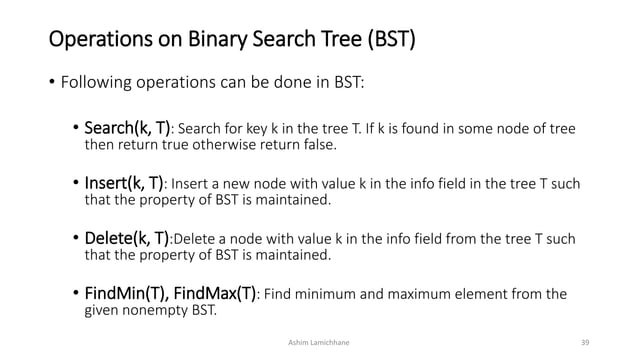 Operations on Binary Search Tree (BST)
• Following operations can be done in BST:
• Search(k, T): Search for key k in the tree T. If k is found in some node of tree
then return true otherwise return false.
• Insert(k, T): Insert a new node with value k in the info field in the tree T such
that the property of BST is maintained.
• Delete(k, T):Delete a node with value k in the info field from the tree T such
that the property of BST is maintained.
• FindMin(T), FindMax(T): Find minimum and maximum element from the
given nonempty BST.
Ashim Lamichhane
39